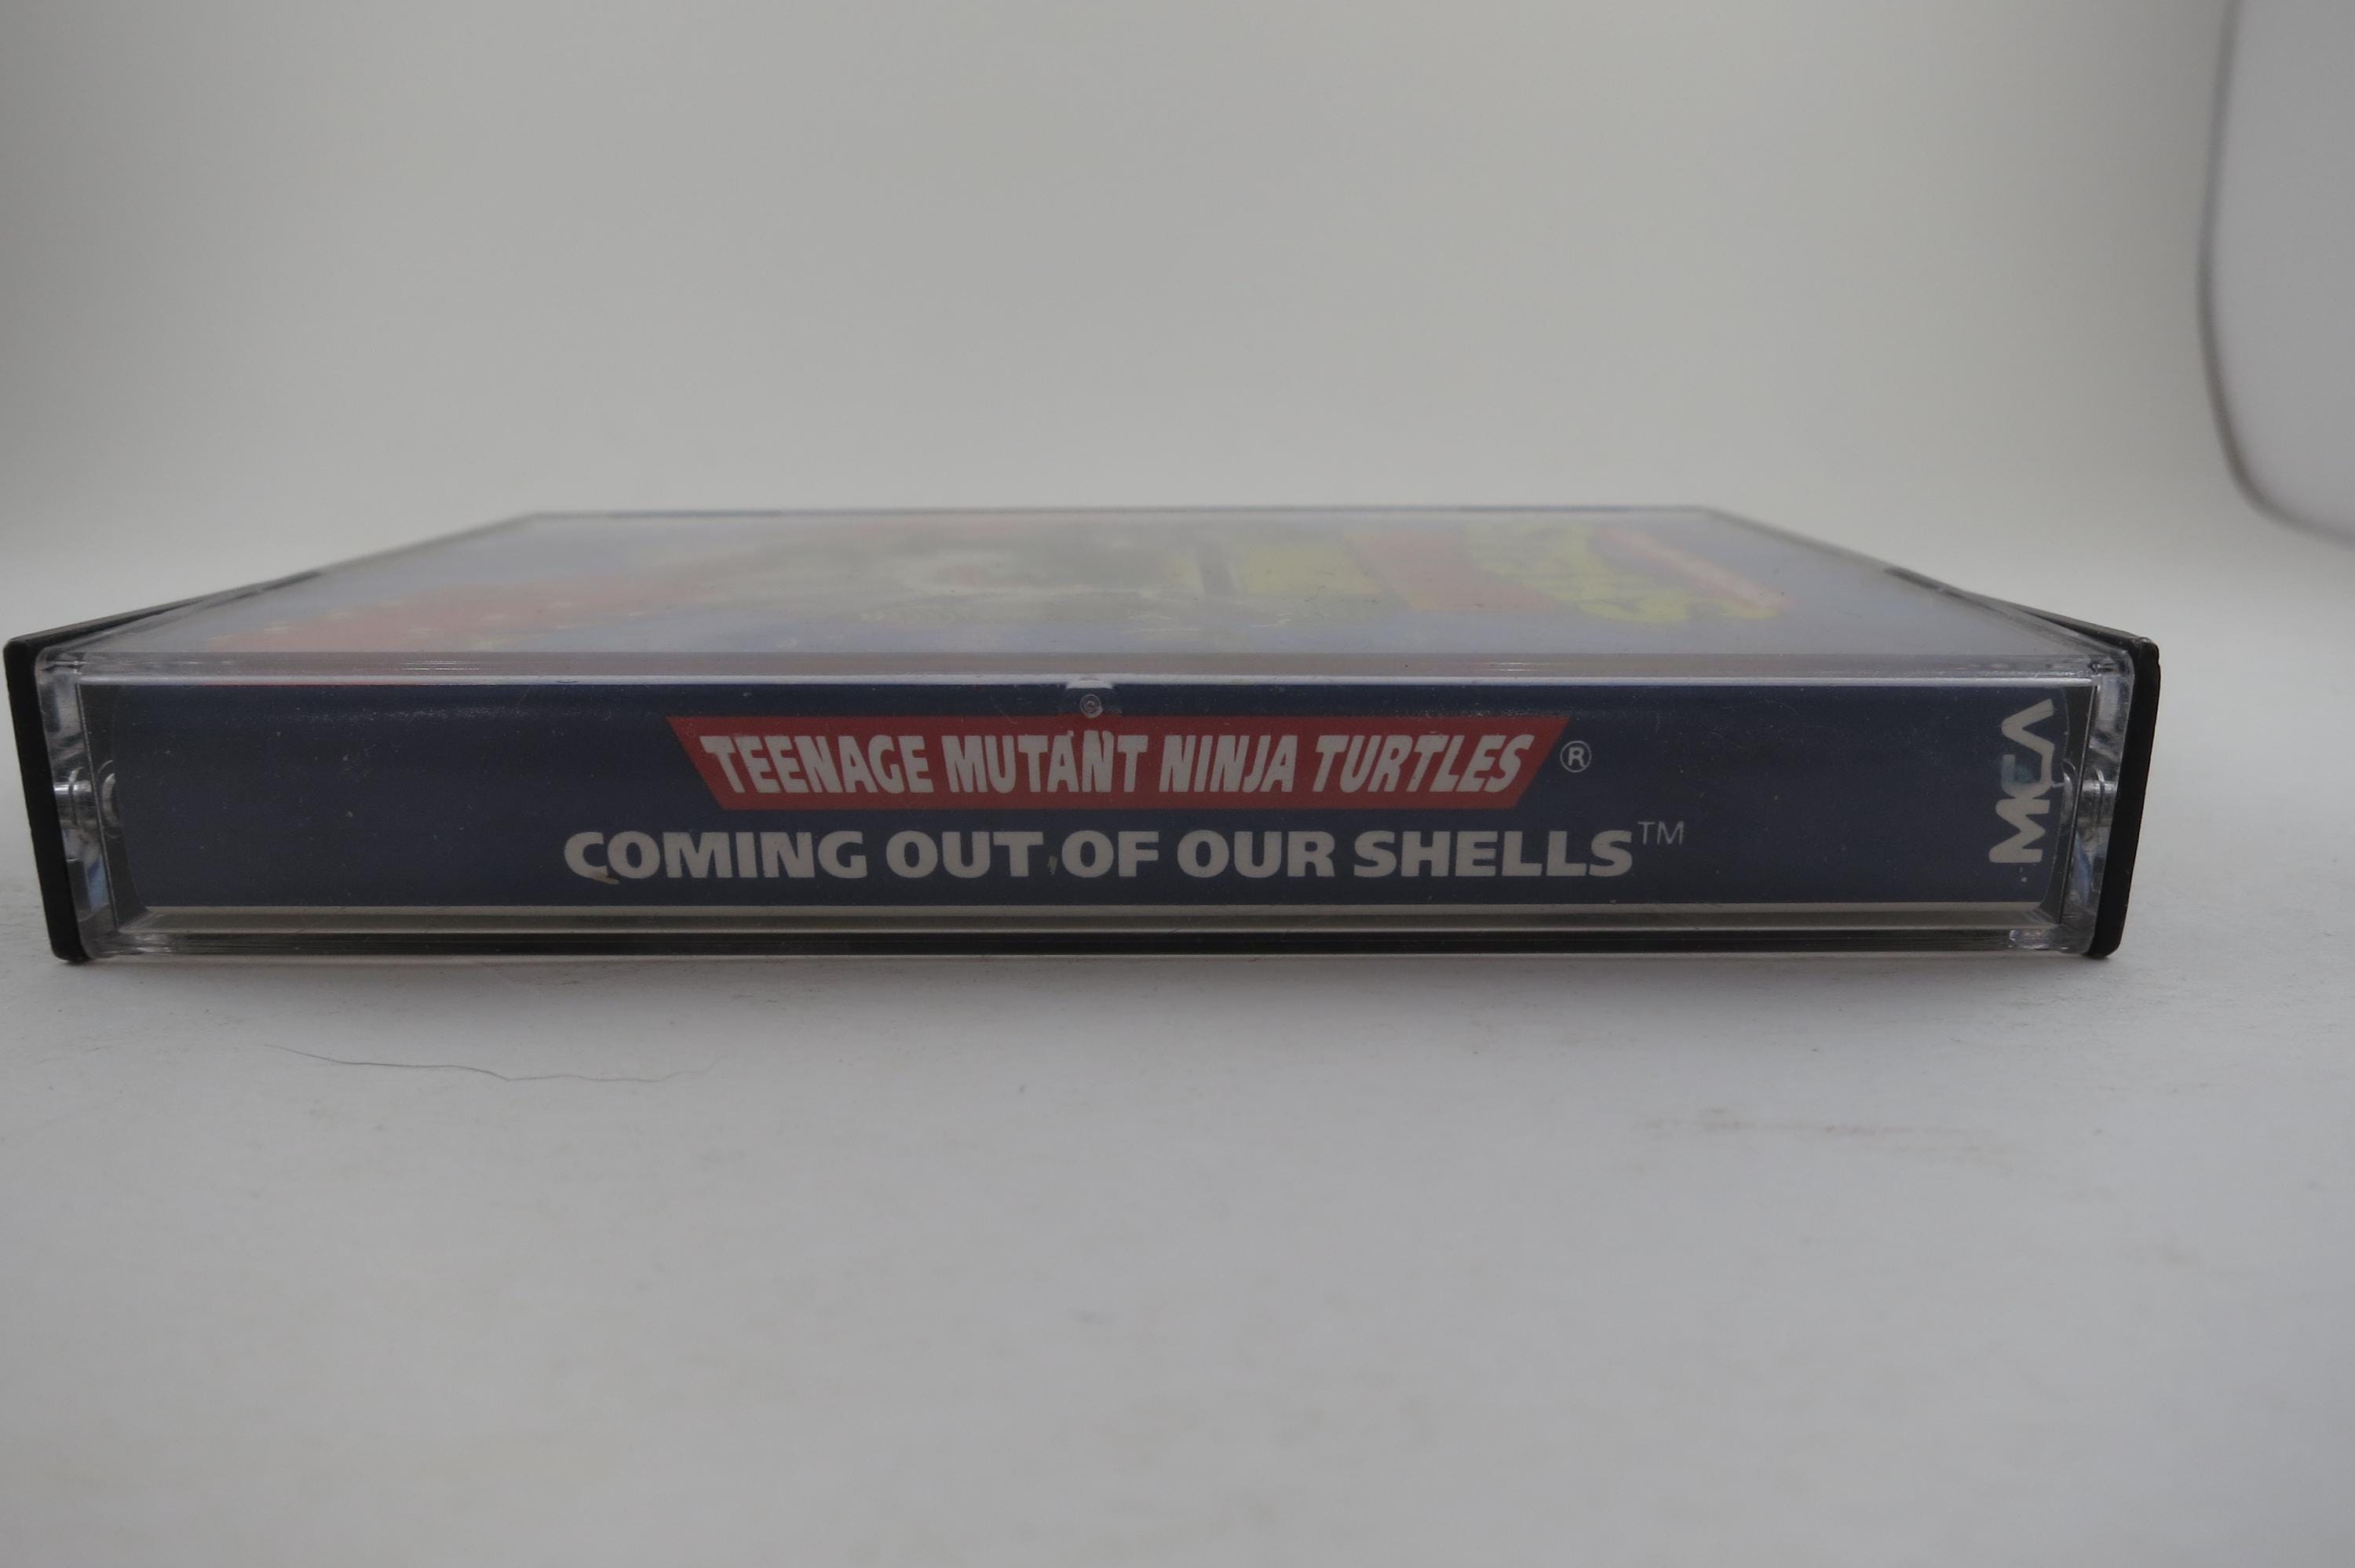 TEENAGE MUTANT NINJA TURTLES ®
COMING OUT OF OUR SHELLS™
MCA